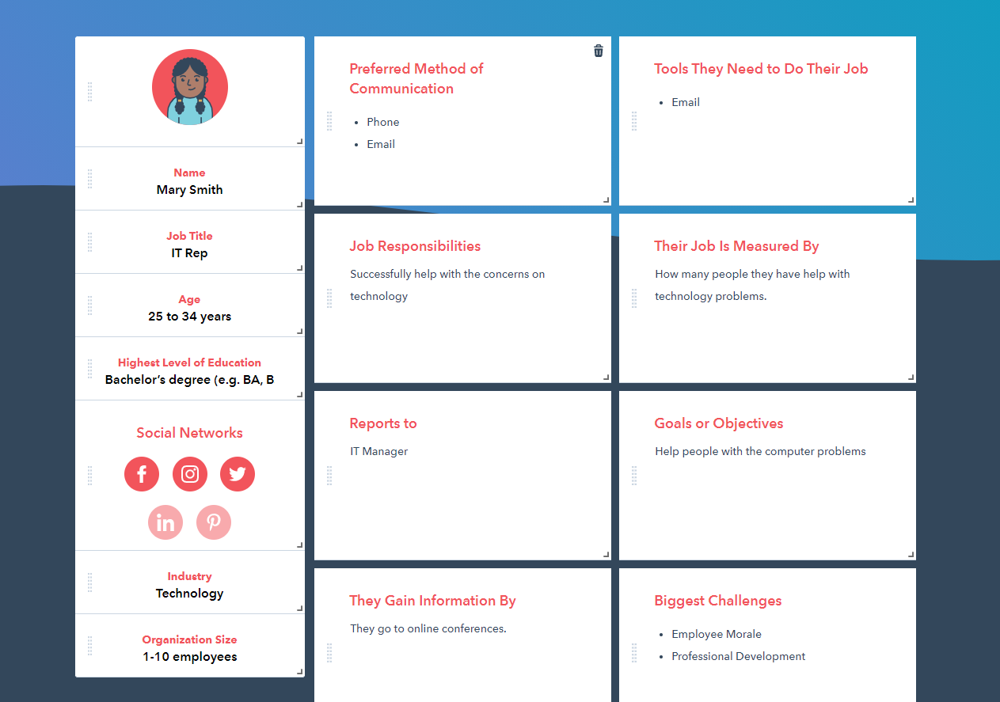 Name
Mary Smith
Job Title
IT Rep
Age
25 to 34 years
Highest Level of Education
Bachelor’s degree (e.g. BA, B
Social Networks
Industry
Technology
Organization Size
1-10 employees
Preferred Method of
Communication
• Phone
• Email
Tools They Need to Do Their Job
• Email
Job Responsibilities
Successfully help with the concerns on
technology
Their Job Is Measured By
How many people they have help with
technology problems.
Reports to
IT Manager
Goals or Objectives
Help people with the computer problems
They Gain Information By
They go to online conferences.
Biggest Challenges
• Employee Morale
• Professional Development